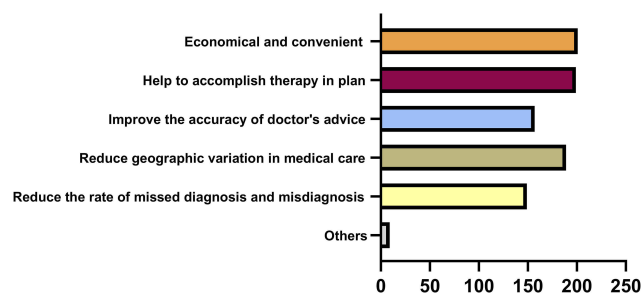 Economical and convenient
Help to accomplish therapy in plan
Improve the accuracy of doctor's advice
Reduce geographic variation in medical care
Reduce the rate of missed diagnosis and misdiagnosis
Others
0 50 100 150 200 250